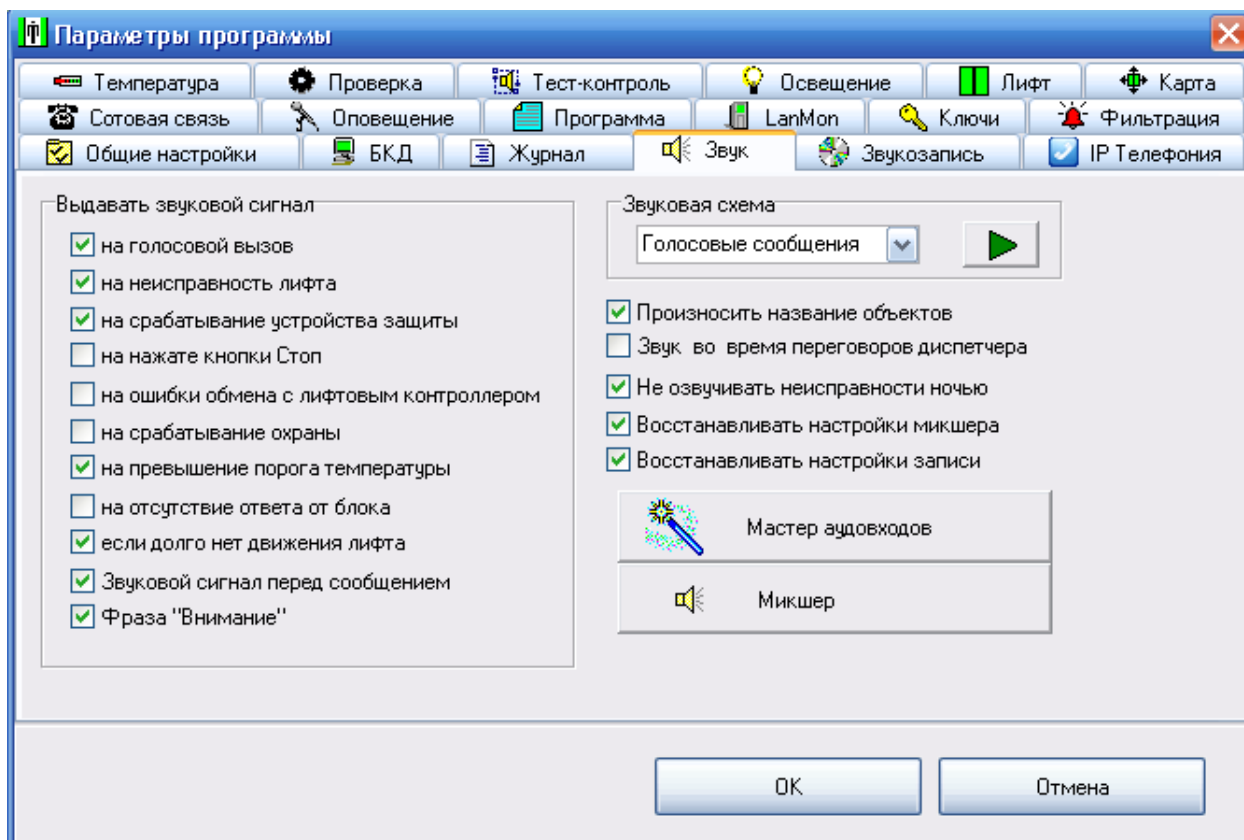 Параметры программы
Температура Проверка Тест-контроль Освещение Лифт Карта
Сотовая связь Оповещение Программа LanMon Ключи Фильтрация
Общие настройки БКД Журнал Звук Звукозапись IP Телефония
Выдавать звуковой сигнал
на голосовой вызов
на неисправность лифта
на срабатывание устройства защиты
на нажате кнопки Стоп
на ошибки обмена с лифтовым контроллером
на срабатывание охраны
на превышение порога температуры
на отсутствие ответа от блока
если долго нет движения лифта
Звуковой сигнал перед сообщением
Фраза "Внимание"
Звуковая схема
Голосовые сообщения
Произносить название объектов
Звук во время переговоров диспетчера
Не озвучивать неисправности ночью
Восстанавливать настройки микшера
Восстанавливать настройки записи
Мастер аудовходов
Микшер
OK Отмена